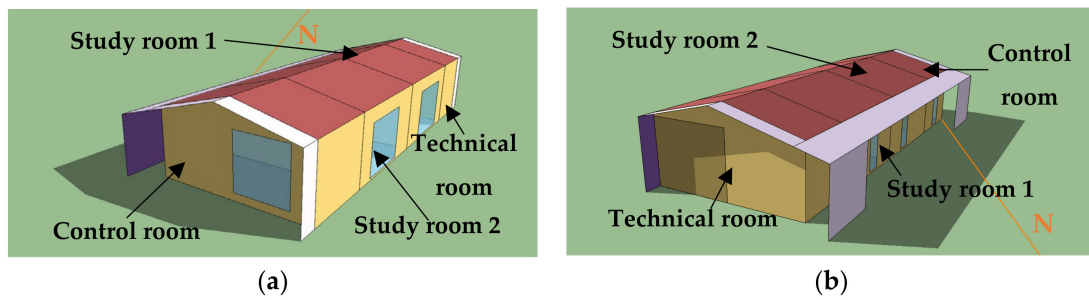 N
Study room 1
Technical
room
Control room
Study room 2
(a)
Study room 2
Control
room
Study room 1
Technical room
N
(b)